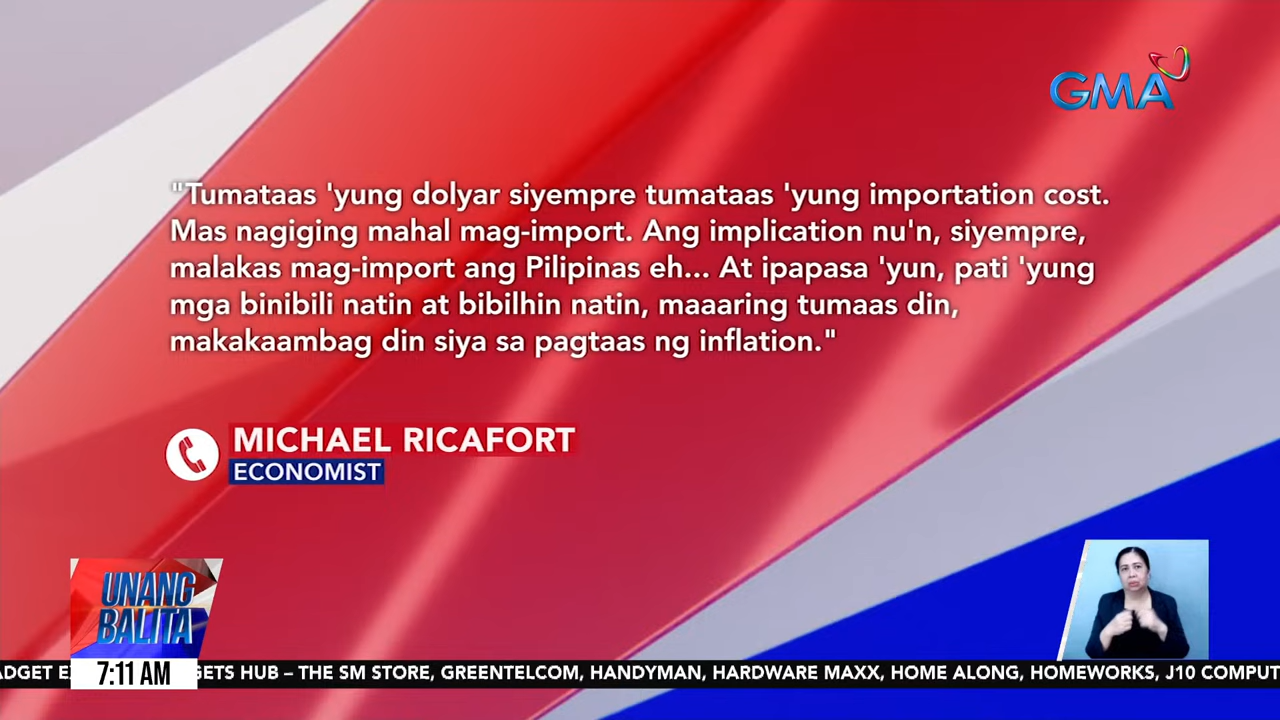 GMA
"Tumataas 'yung dolyar siyempre tumataas 'yung importation cost.
Mas nagiging mahal mag-import. Ang implication nu'n, siyempre,
malakas mag-import ang Pilipinas eh... At ipapasa 'yun, pati 'yung
mga binibili natin at bibilhin natin, maaaring tumaas din,
makakaambag din siya sa pagtaas ng inflation."
MICHAEL RICAFORT
ECONOMIST
UNANG
BALITA
7:11 AM
HUB – THE SM STORE, GREENTELCOM, HANDYMAN, HARDWARE MAXX, HOME ALONG, HOMEWORKS, J10